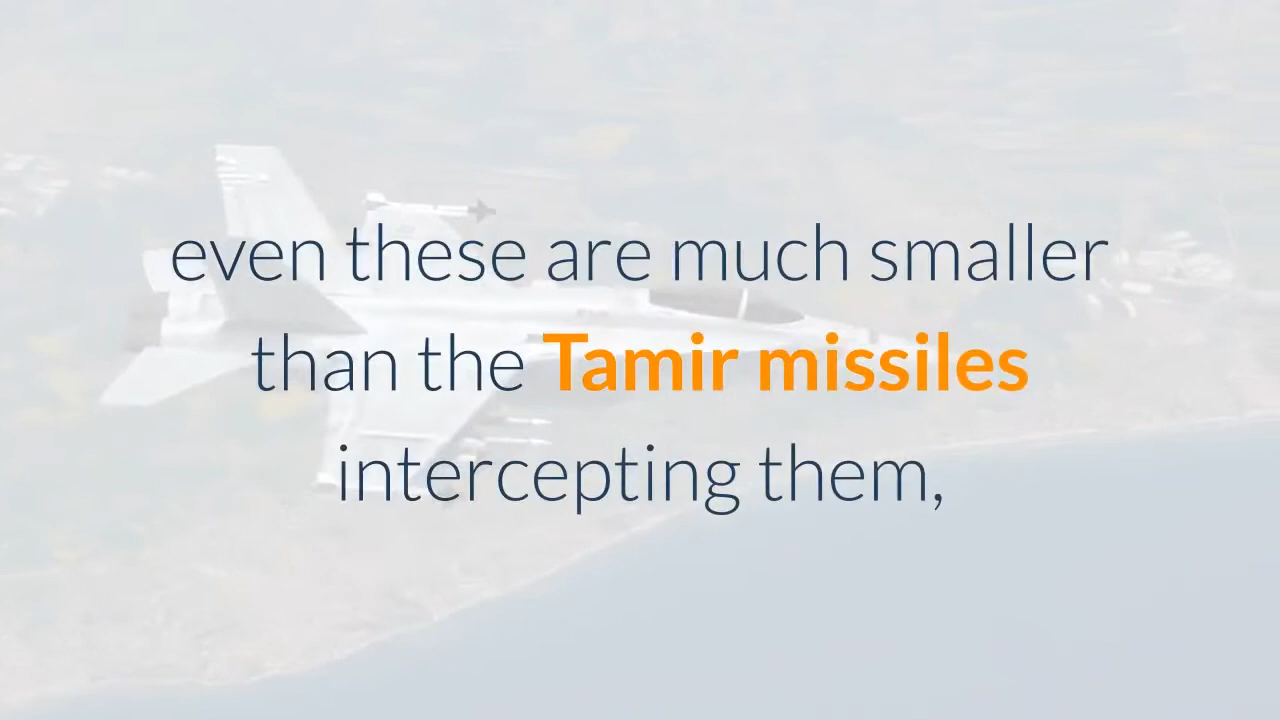 even these are much smaller
than the Tamir missiles
intercepting them,